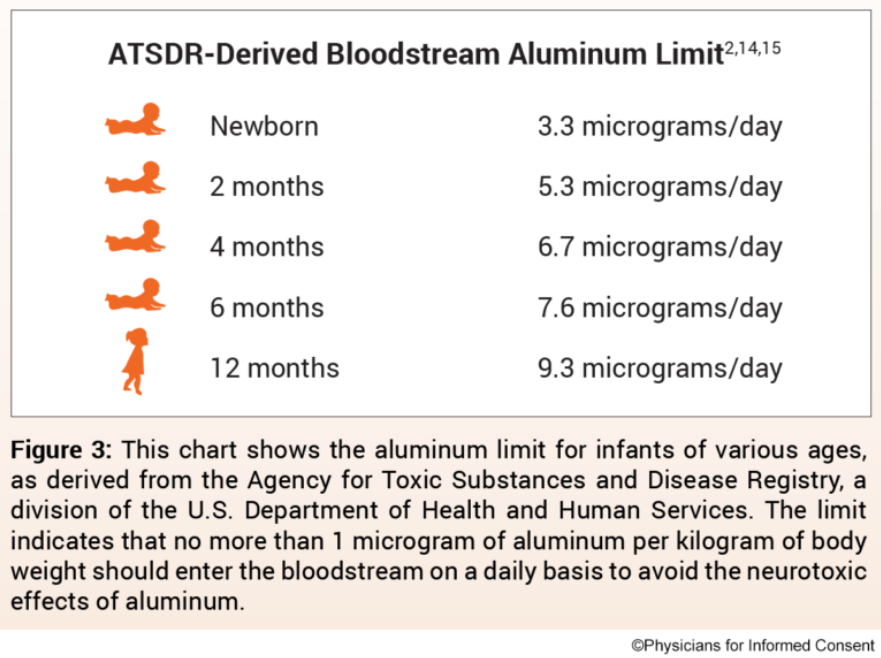 ATSDR-Derived Bloodstream Aluminum Limit2,14,15
Newborn 3.3 micrograms/day
2 months 5.3 micrograms/day
4 months 6.7 micrograms/day
6 months 7.6 micrograms/day
12 months 9.3 micrograms/day
Figure 3: This chart shows the aluminum limit for infants of various ages,
as derived from the Agency for Toxic Substances and Disease Registry, a
division of the U.S. Department of Health and Human Services. The limit
indicates that no more than 1 microgram of aluminum per kilogram of body
weight should enter the bloodstream on a daily basis to avoid the neurotoxic
effects of aluminum.
©Physicians for Informed Consent